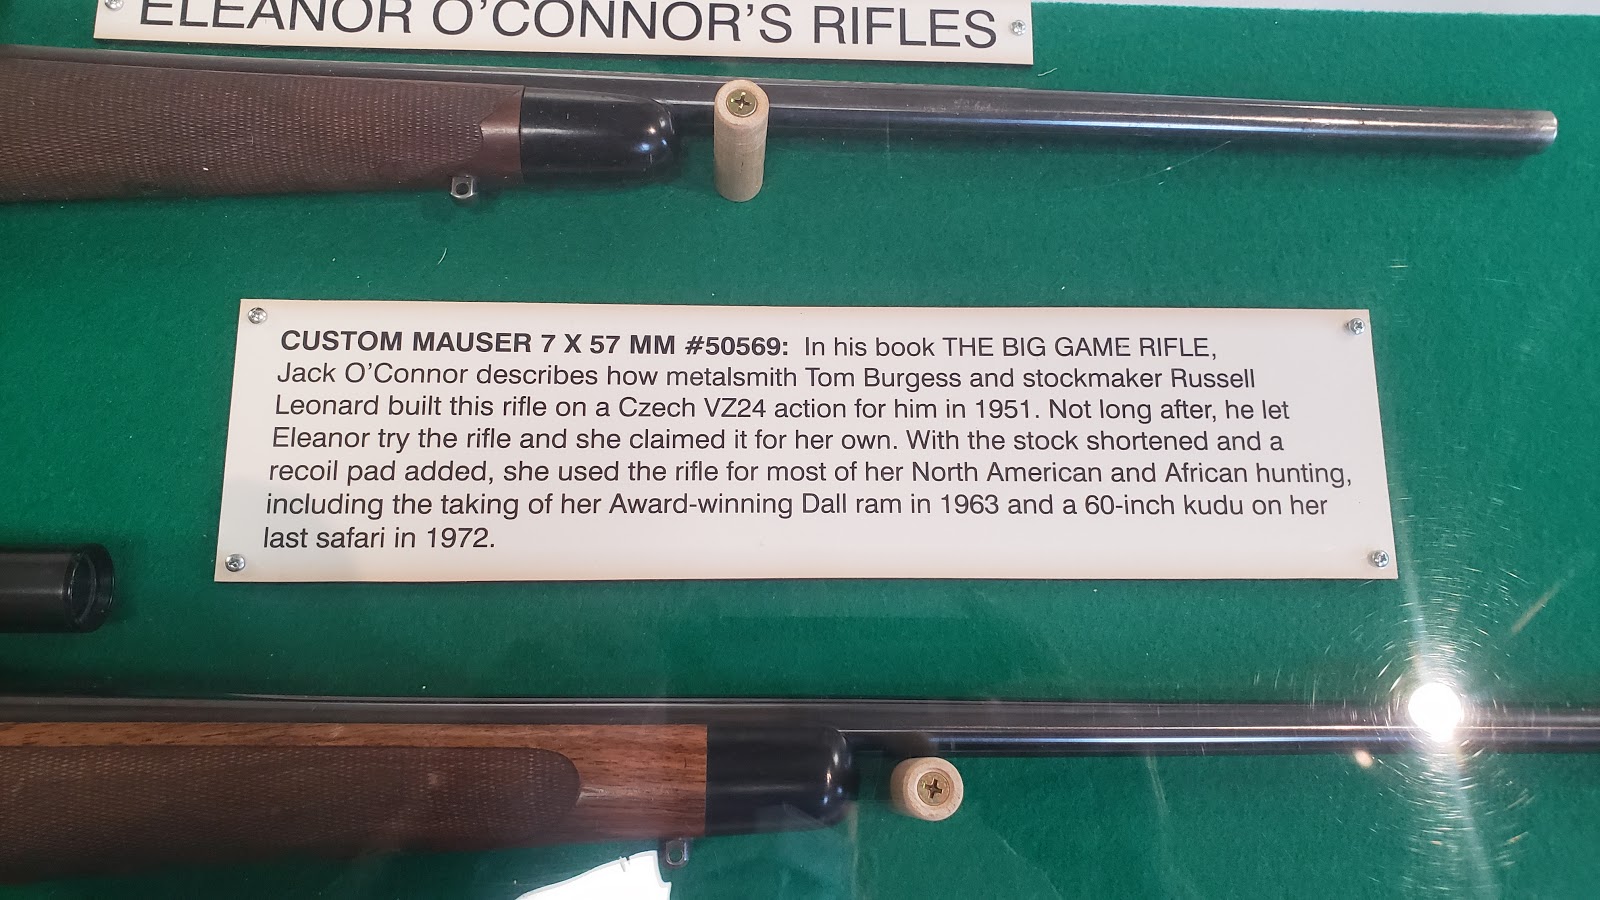 ELEANOR O'CONNOR'S RIFLES
CUSTOM MAUSER 7 X 57 MM #50569: In his book THE BIG GAME RIFLE,
Jack O'Connor describes how metalsmith Tom Burgess and stockmaker Russell
Leonard built this rifle on a Czech VZ24 action for him in 1951. Not long after, he let
Eleanor try the rifle and she claimed it for her own. With the stock shortened and a
recoil pad added, she used the rifle for most of her North American and African hunting,
including the taking of her Award-winning Dall ram in 1963 and a 60-inch kudu on her
last safari in 1972.